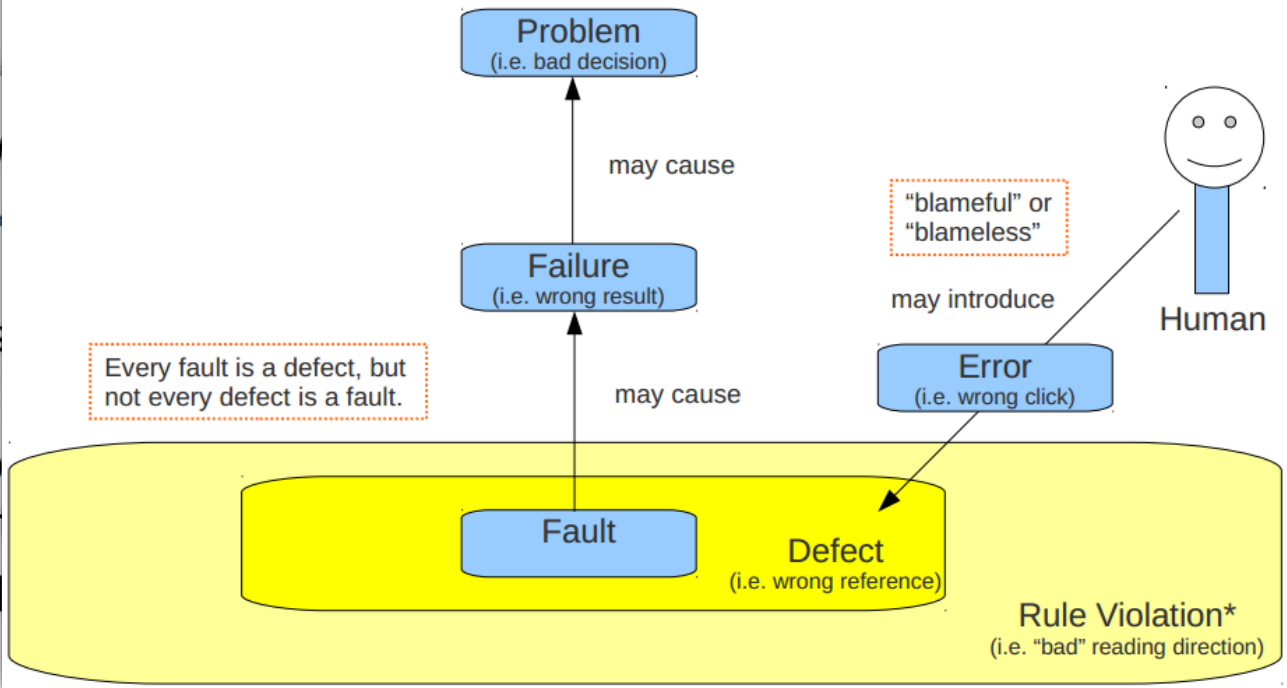 Problem
(i.e. bad decision)
may cause
“blameful” or
“blameless”
Failure
(i.e. wrong result)
may introduce
Human
Every fault is a defect, but
not every defect is a fault.
may cause
Error
(i.e. wrong click)
Fault
Defect
(i.e. wrong reference)
Rule Violation*
(i.e. “bad” reading direction)